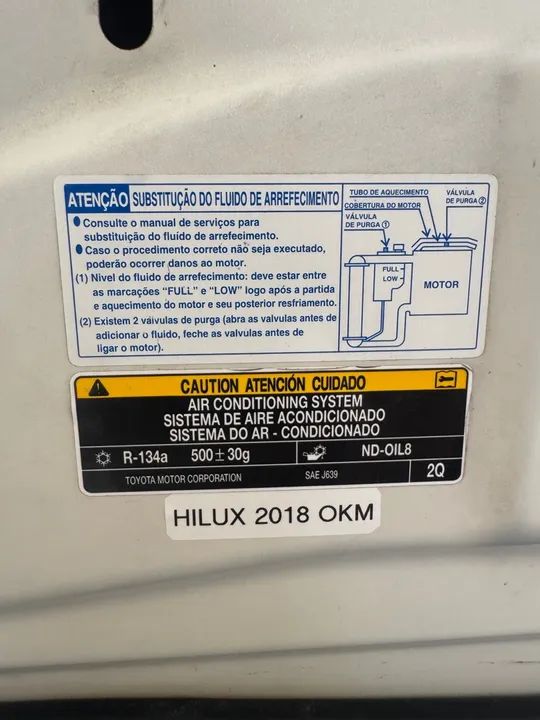 ATENÇÃO SUBSTITUÇÃO DO FLUIDO DE ARREFECIMENTO
● Consulte o manual de serviços para
substituição do fluido de arrefecimento.
● Caso o procedimento correto não seja executado,
poderão ocorrer danos ao motor.
(1) Nivel do fluido de arrefecimento: deve estar entre
as marcações “FULL” e “LOW” logo após a partida
e aquecimento do motor e seu posterior resfriamento.
(2) Existem 2 válvulas de purga (abra as valvulas antes de
adicionar o fluido, feche as valvulas antes de
ligar o motor).
TUBO DE AQUECIMENTO
COBERTURA DO MOTOR
VÁLVULA
DE PURGA ②
VÁLVULA
DE PURGA ①
FULL
LOW
MOTOR
CAUTION ATENCIÓN CUIDADO
AIR CONDITIONING SYSTEM
SISTEMA DE AIRE ACONDICIONADO
SISTEMA DO AR - CONDICIONADO
R-134a 500 ± 30g ND-OIL8
TOYOTA MOTOR CORPORATION SAE J639 2Q
HILUX 2018 OKM